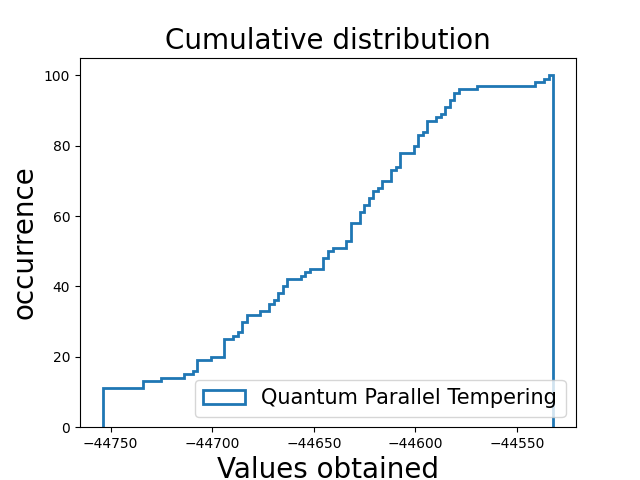 Cumulative distribution
occurrence
100
80
60
40
20
0
Quantum Parallel Tempering
−44750 −44700 −44650 −44600 −44550
Values obtained